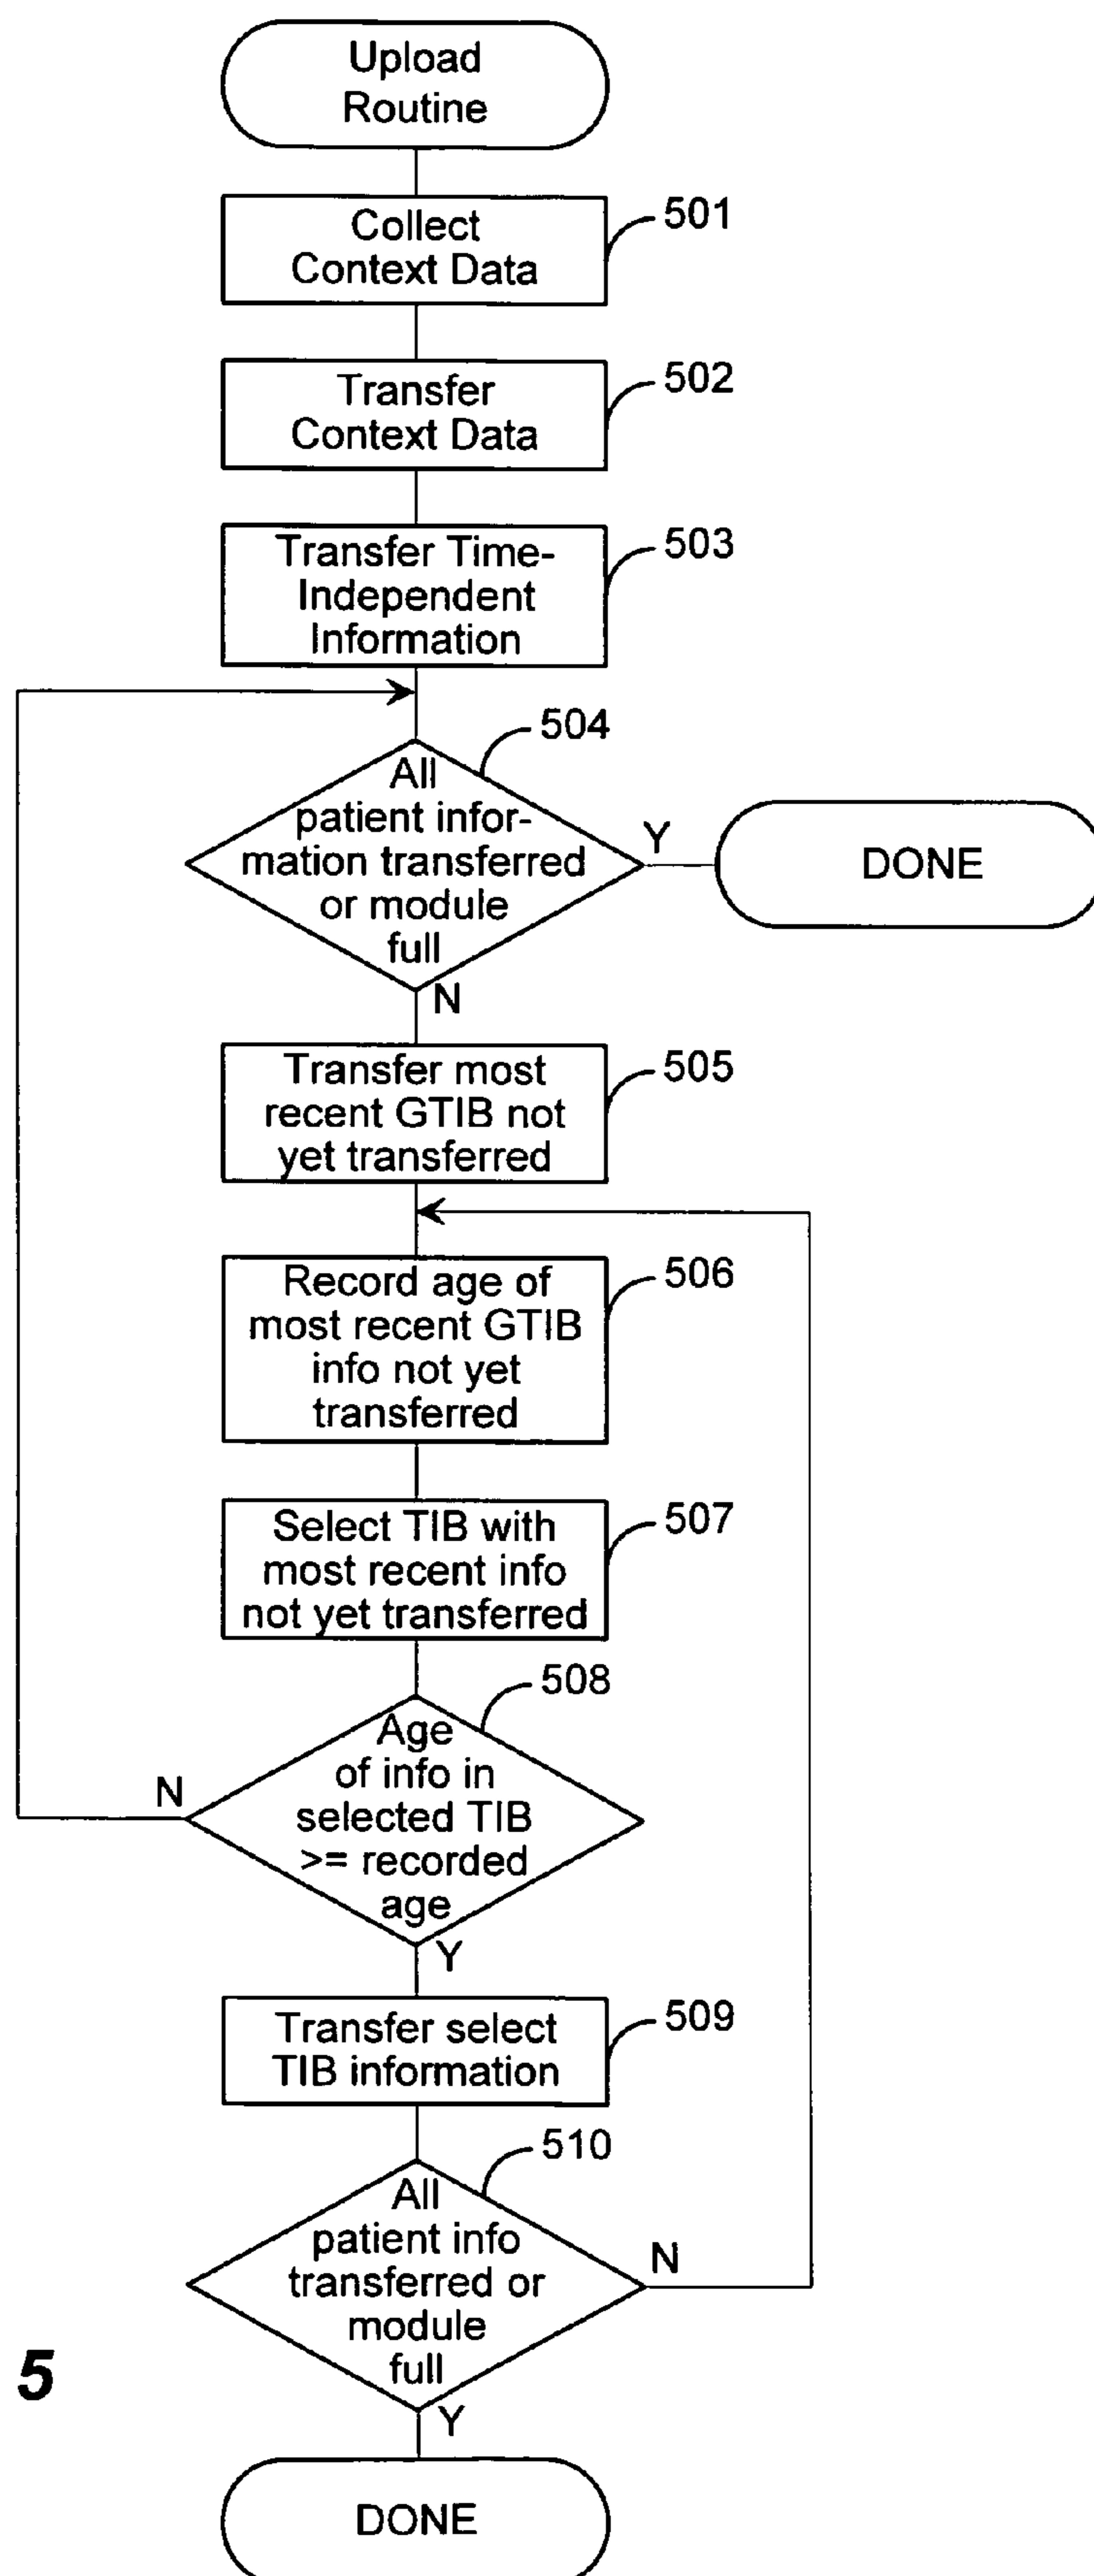 Upload
Routine
Collect
Context Data
501
Transfer
Context Data
502
Transfer Time-
Independent
Information
503
504
All
patient infor-
mation transferred
or module
full
Y
DONE
N
Transfer most
recent GTIB not
yet transferred
505
Record age of
most recent GTIB
info not yet
transferred
506
Select TIB with
most recent info
not yet transferred
507
508
Age
of info in
selected TIB
>= recorded
age
N
Y
Transfer select
TIB information
509
510
All
patient info
transferred or
module
full
N
Y
5
DONE